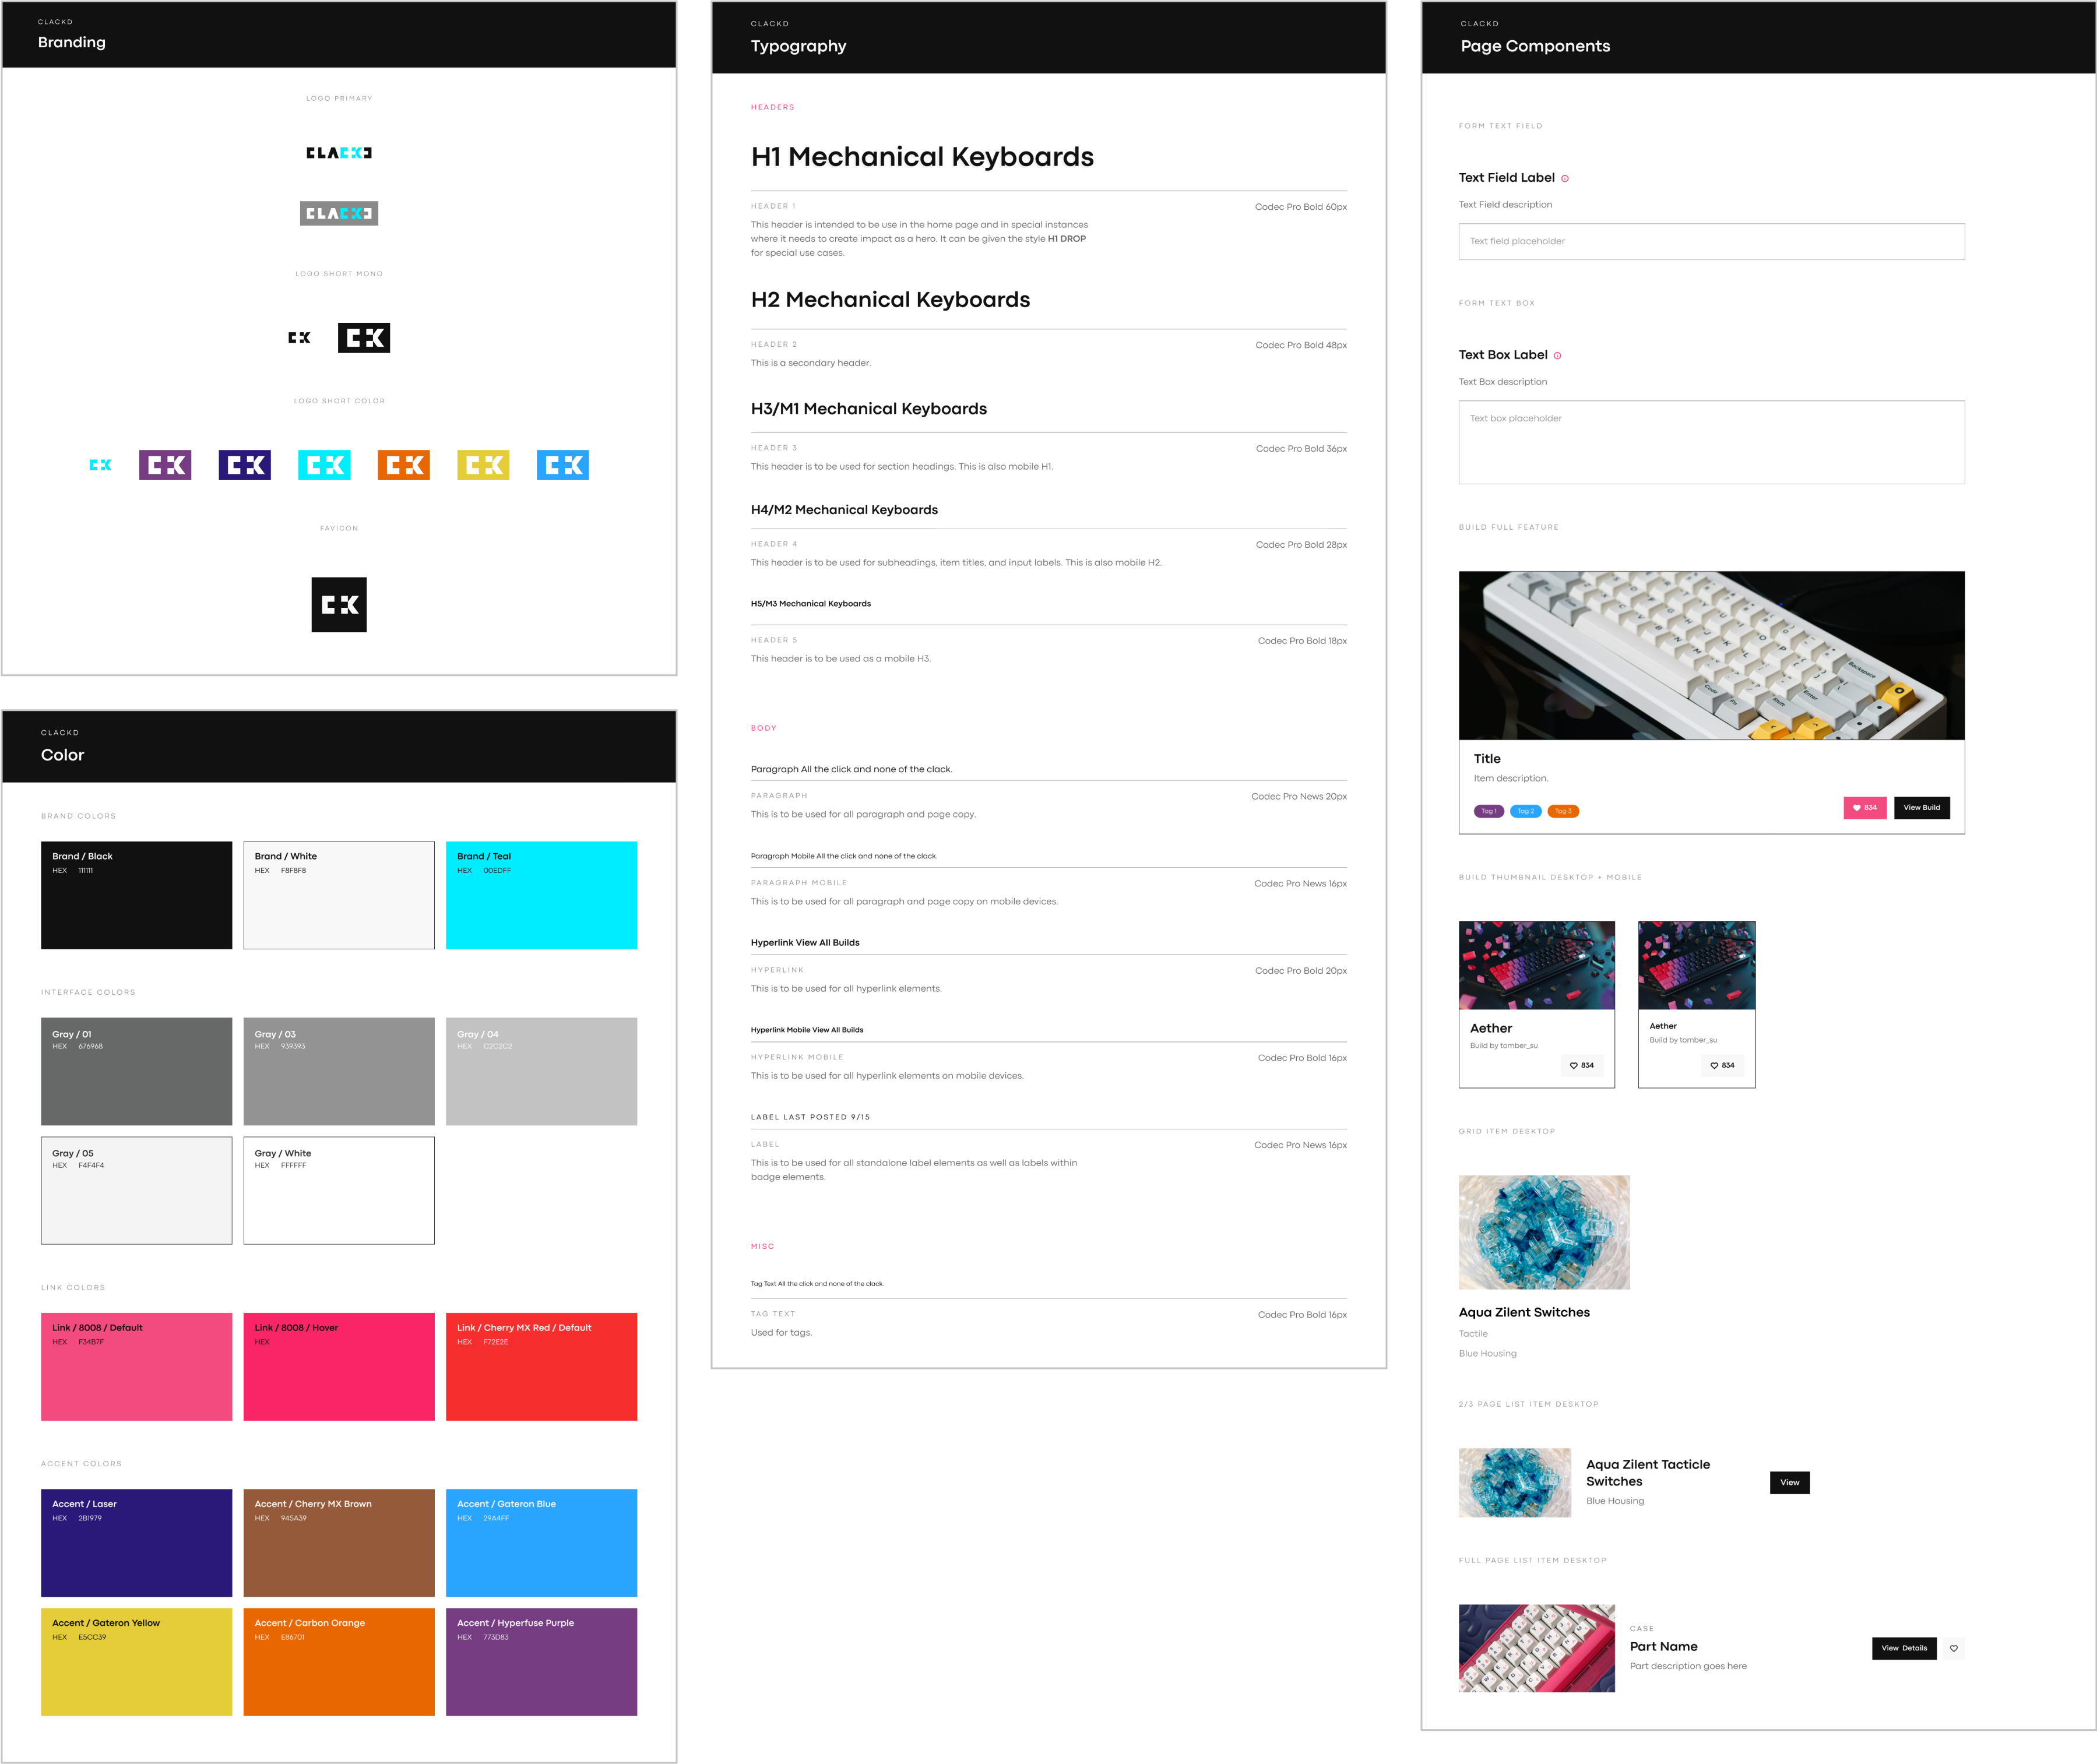 CLACKD
Branding
LOGO PRIMARY
CLACKD
CLACKD
LOGO SHORT MONO
CK
CK
LOGO SHORT COLOR
CK
CK
CK
CK
CK
CK
CK
FAVICON
CK
CLACKD
Color
BRAND COLORS
Brand / Black
HEX 111111
Brand / White
HEX F8F8F8
Brand / Teal
HEX 00EDFF
INTERFACE COLORS
Gray / 01
HEX 676968
Gray / 03
HEX 939393
Gray / 04
HEX C2C2C2
Gray / 05
HEX F4F4F4
Gray / White
HEX FFFFFF
LINK COLORS
Link / 8008 / Default
HEX F34B7F
Link / 8008 / Hover
HEX
Link / Cherry MX Red / Default
HEX F72E2E
ACCENT COLORS
Accent / Laser
HEX 2B1979
Accent / Cherry MX Brown
HEX 945A39
Accent / Gateron Blue
HEX 29A4FF
Accent / Gateron Yellow
HEX E5CC39
Accent / Carbon Orange
HEX E86701
Accent / Hyperfuse Purple
HEX 773D83
CLACKD
Typography
HEADERS
H1 Mechanical Keyboards
HEADER 1
Codec Pro Bold 60px
This header is intended to be use in the home page and in special instances
where it needs to create impact as a hero. It can be given the style H1 DROP
for special use cases.
H2 Mechanical Keyboards
HEADER 2
Codec Pro Bold 48px
This is a secondary header.
H3/M1 Mechanical Keyboards
HEADER 3
Codec Pro Bold 36px
This header is to be used for section headings. This is also mobile H1.
H4/M2 Mechanical Keyboards
HEADER 4
Codec Pro Bold 28px
This header is to be used for subheadings, item titles, and input labels. This is also mobile H2.
H5/M3 Mechanical Keyboards
HEADER 5
Codec Pro Bold 18px
This header is to be used as a mobile H3.
BODY
Paragraph All the click and none of the clack.
PARAGRAPH
Codec Pro News 20px
This is to be used for all paragraph and page copy.
Paragraph Mobile All the click and none of the clack.
PARAGRAPH MOBILE
Codec Pro News 16px
This is to be used for all paragraph and page copy on mobile devices.
Hyperlink View All Builds
HYPERLINK
Codec Pro Bold 20px
This is to be used for all hyperlink elements.
Hyperlink Mobile View All Builds
HYPERLINK MOBILE
Codec Pro Bold 16px
This is to be used for all hyperlink elements on mobile devices.
LABEL LAST POSTED 9/15
LABEL
Codec Pro News 16px
This is to be used for all standalone label elements as well as labels within
badge elements.
MISC
Tag Text All the click and none of the clack.
TAG TEXT
Codec Pro Bold 16px
Used for tags.
CLACKD
Page Components
FORM TEXT FIELD
Text Field Label
Text Field description
Text field placeholder
FORM TEXT BOX
Text Box Label
Text Box description
Text box placeholder
BUILD FULL FEATURE
Backspace
Enter
Code
Title
Item description.
Tag 1
Tag 2
Tag 3
834
View Build
BUILD THUMBNAIL DESKTOP + MOBILE
Aether
Build by tomber_su
834
Aether
Build by tomber_su
834
GRID ITEM DESKTOP
Aqua Zilent Switches
Tactile
Blue Housing
2/3 PAGE LIST ITEM DESKTOP
Aqua Zilent Tacticle
Switches
Blue Housing
View
FULL PAGE LIST ITEM DESKTOP
CASE
Part Name
Part description goes here
View Details